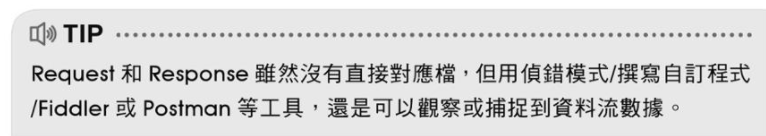 TIP
Request 和 Response 雖然沒有直接對應檔，但用偵錯模式/撰寫自訂程式
/Fiddler 或 Postman 等工具，還是可以觀察或捕捉到資料流數據。